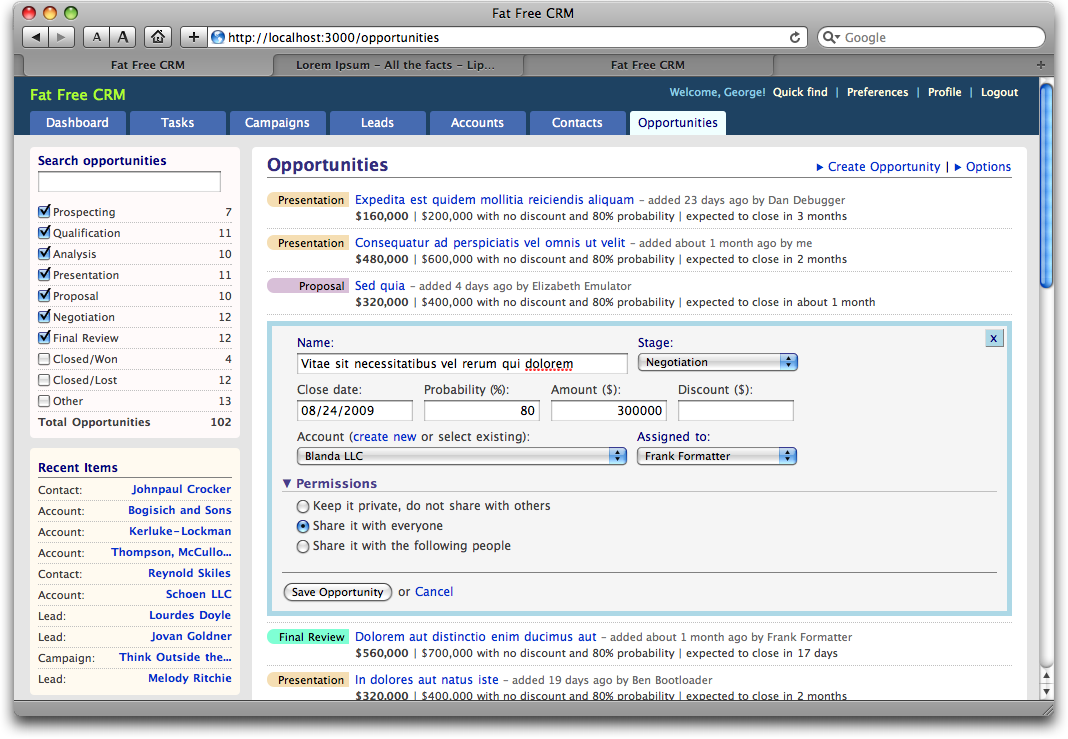 Fat Free CRM
A A + http://localhost:3000/opportunities Google
Fat Free CRM Lorem Ipsum – All the facts – Lip... Fat Free CRM +
Fat Free CRM
Welcome, George! Quick find | Preferences | Profile | Logout
Dashboard Tasks Campaigns Leads Accounts Contacts Opportunities
Search opportunities
Prospecting 7
Qualification 11
Analysis 10
Presentation 11
Proposal 10
Negotiation 12
Final Review 12
Closed/Won 4
Closed/Lost 12
Other 13
Total Opportunities 102
Recent Items
Contact: Johnpaul Crocker
Account: Bogisich and Sons
Account: Kerluke-Lockman
Account: Thompson, McCullo...
Contact: Reynold Skiles
Account: Schoen LLC
Lead: Lourdes Doyle
Lead: Jovan Goldner
Campaign: Think Outside the...
Lead: Melody Ritchie
Opportunities
Create Opportunity | Options
Presentation Expedita est quidem mollitia reiciendis aliquam – added 23 days ago by Dan Debugger
$160,000 | $200,000 with no discount and 80% probability | expected to close in 3 months
Presentation Consequatur ad perspiciatis vel omnis ut velit – added about 1 month ago by me
$480,000 | $600,000 with no discount and 80% probability | expected to close in 2 months
Proposal Sed quia – added 4 days ago by Elizabeth Emulator
$320,000 | $400,000 with no discount and 80% probability | expected to close in about 1 month
x
Name: Stage:
Vitae sit necessitatibus vel rerum qui dolorem Negotiation
Close date: Probability (%): Amount ($): Discount ($):
08/24/2009 80 300000
Account (create new or select existing): Assigned to:
Blanda LLC Frank Formatter
Permissions
Keep it private, do not share with others
Share it with everyone
Share it with the following people
Save Opportunity or Cancel
Final Review Dolorem aut distinctio enim ducimus aut – added about 1 month ago by Frank Formatter
$560,000 | $700,000 with no discount and 80% probability | expected to close in 17 days
Presentation In dolores aut natus iste – added 19 days ago by Ben Bootloader
$320,000 | $400,000 with no discount and 80% probability | expected to close in 2 months